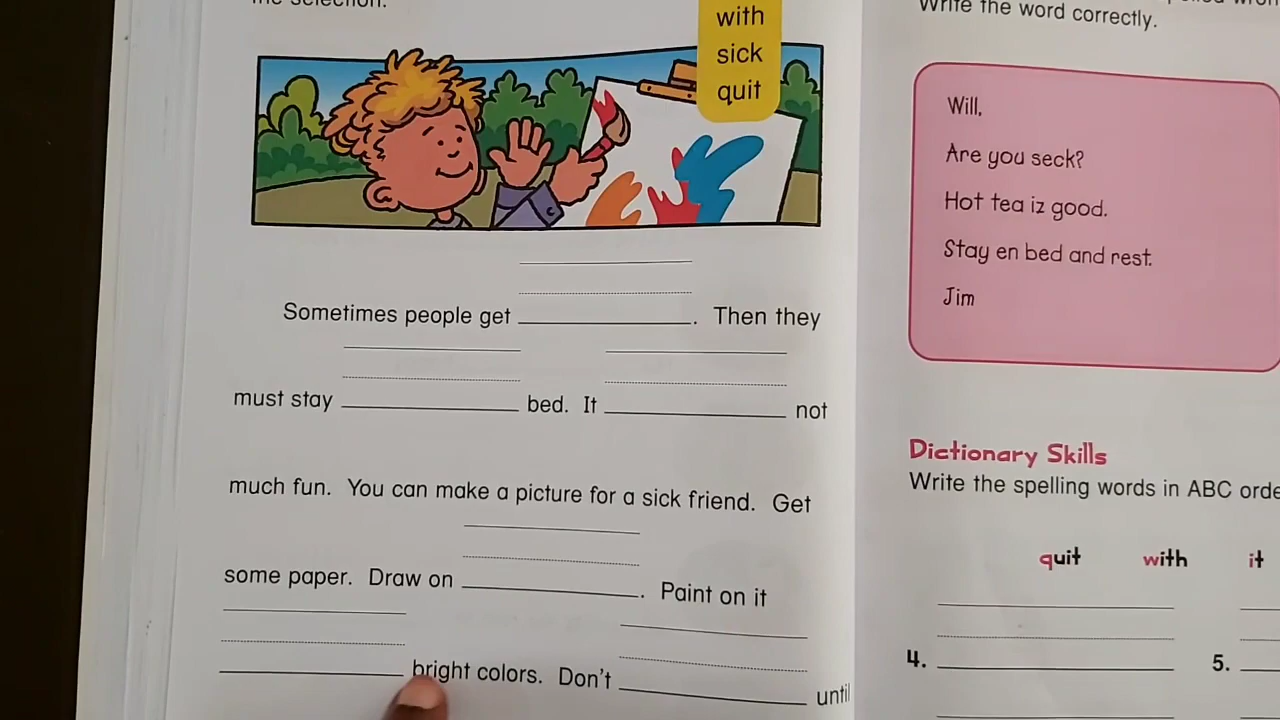 the selection.
with
sick
quit
Sometimes people get . Then they
must stay bed. It not
much fun. You can make a picture for a sick friend. Get
some paper. Draw on . Paint on it
bright colors. Don't until
Write the word correctly.
Will,
Are you seck?
Hot tea iz good.
Stay en bed and rest.
Jim
Dictionary Skills
Write the spelling words in ABC orde
quit with it
4. 5.